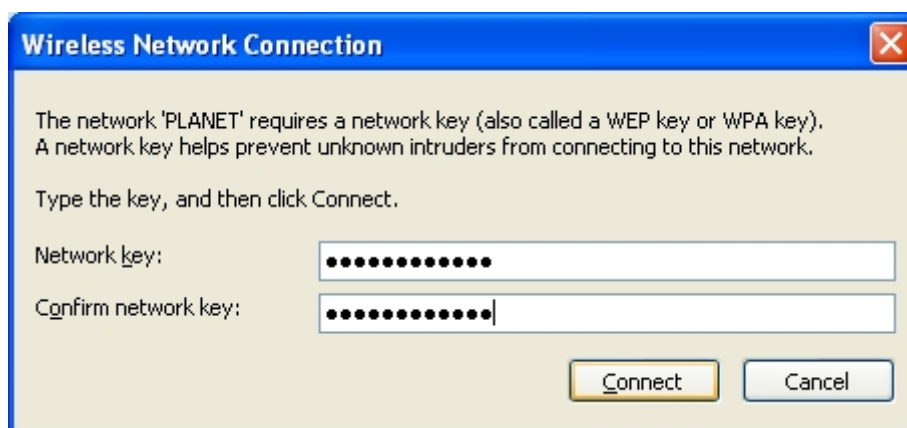 Wireless Network Connection
The network 'PLANET' requires a network key (also called a WEP key or WPA key).
A network key helps prevent unknown intruders from connecting to this network.
Type the key, and then click Connect.
Network key: ●●●●●●●●●●●●
Confirm network key: ●●●●●●●●●●●●
Connect Cancel